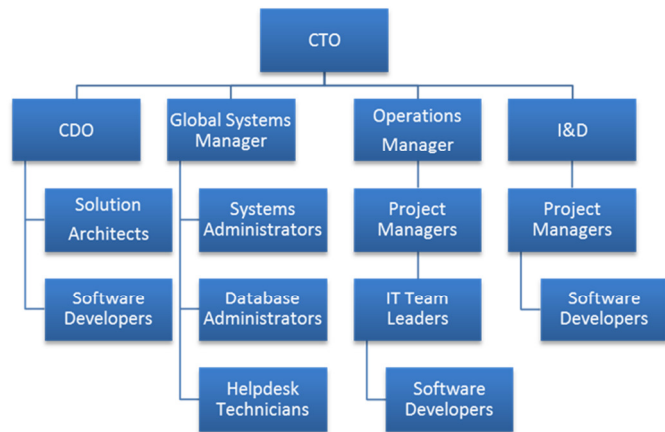 CTO
CDO
Global Systems
Manager
Operations
Manager
I&D
Solution
Architects
Systems
Administrators
Project
Managers
Project
Managers
Software
Developers
Database
Administrators
IT Team
Leaders
Software
Developers
Helpdesk
Technicians
Software
Developers